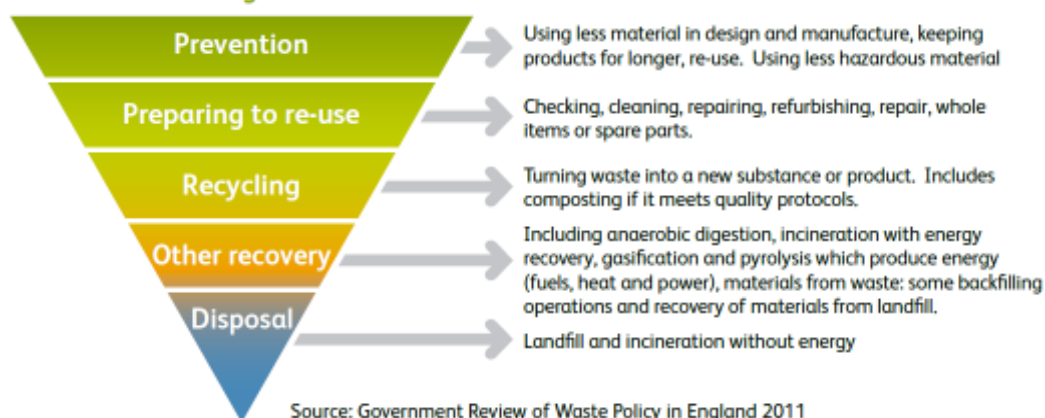 Prevention
Using less material in design and manufacture, keeping
products for longer, re-use. Using less hazardous material
Preparing to re-use
Checking, cleaning, repairing, refurbishing, repair, whole
items or spare parts.
Recycling
Turning waste into a new substance or product. Includes
composting if it meets quality protocols.
Other recovery
Including anaerobic digestion, incineration with energy
recovery, gasification and pyrolysis which produce energy
(fuels, heat and power), materials from waste: some backfilling
operations and recovery of materials from landfill.
Disposal
Landfill and incineration without energy
Source: Government Review of Waste Policy in England 2011